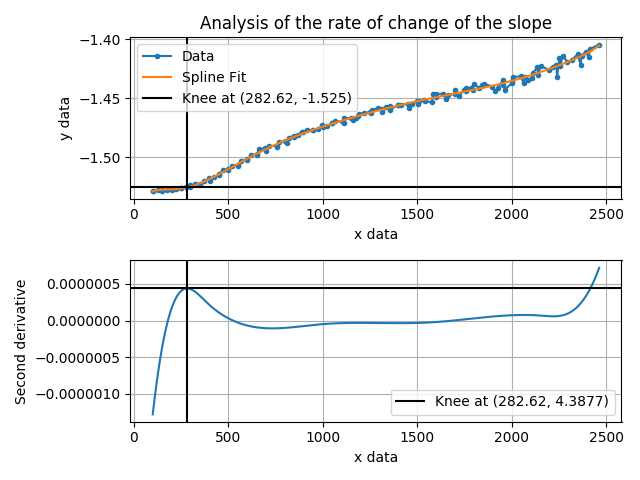 Analysis of the rate of change of the slope
−1.40
−1.45
−1.50
y data
Data
Spline Fit
Knee at (282.62, -1.525)
0
500
1000
1500
2000
2500
x data
0.0000005
0.0000000
−0.0000005
−0.0000010
Second derivative
Knee at (282.62, 4.3877)
0
500
1000
1500
2000
2500
x data